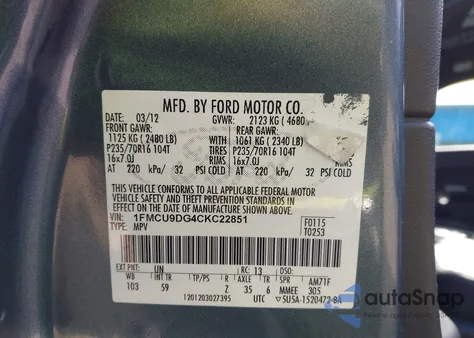 MFD. BY FORD MOTOR CO.
DATE: 03/12 GVWR: 2123 KG (4680
FRONT GAWR: REAR GAWR:
1125 KG (2480 LB) WITH 1061 KG (2340 LB)
P235/70R16 104T TIRES P235/70R16 104T
16x7.0J RIMS 16x7.0J RIMS
AT 220 kPa/ 32 PSI COLD AT 220 kPa/ 32 PSI COLD
THIS VEHICLE CONFORMS TO ALL APPLICABLE FEDERAL MOTOR
VEHICLE SAFETY AND THEFT PREVENTION STANDARDS IN EFFECT
ON THE DATE OF MANUFACTURE SHOWN ABOVE.
VIN: 1FMCU9DG4CKC22851 F0115
TYPE: MPV T0253
EXT PNT: UN RC: 13 DSO:
WB INT TR TP/PS R AXLE TR SPR AM71F
103 59 Z 35 6 MMEE 305
1201203027395 UTC 5U5A-1520472-BA
autoSnap